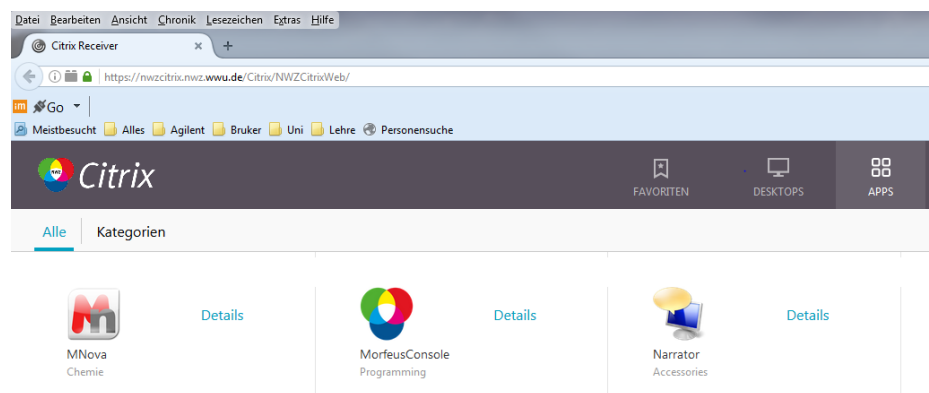 Datei Bearbeiten Ansicht Chronik Lesezeichen Extras Hilfe
Citrix Receiver × +
https://nwzcitrix.nwz.wwu.de/Citrix/NWZCitrixWeb/
im Go
Meistbesucht Alles Agilent Bruker Uni Lehre Personensuche
NWZ Citrix
FAVORITEN DESKTOPS APPS
Alle Kategorien
Details Details Details
MNova MorfeusConsole Narrator
Chemie Programming Accessories